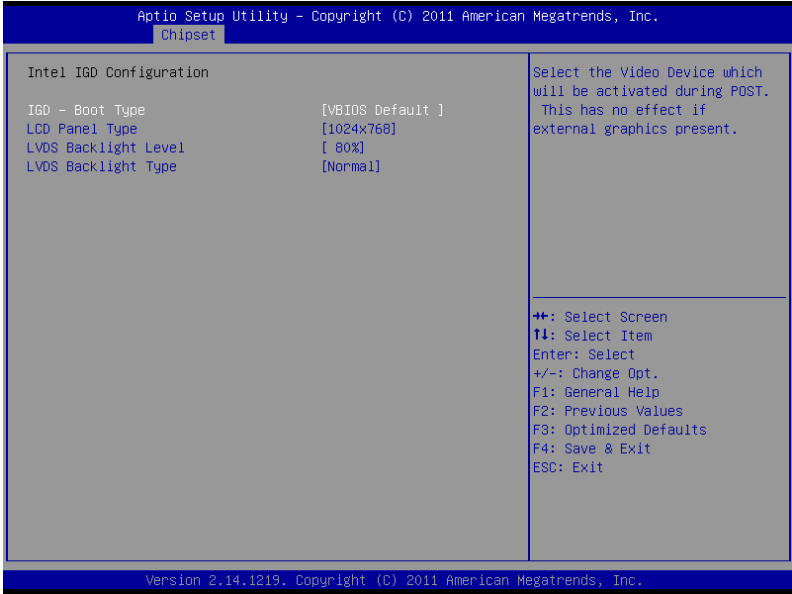 Aptio Setup Utility – Copyright (C) 2011 American Megatrends, Inc.
Chipset
Intel IGD Configuration
IGD - Boot Type [VBIOS Default ]
LCD Panel Type [1024x768]
LVDS Backlight Level [ 80%]
LVDS Backlight Type [Normal]
Select the Video Device which
will be activated during POST.
This has no effect if
external graphics present.
→←: Select Screen
↑↓: Select Item
Enter: Select
+/-: Change Opt.
F1: General Help
F2: Previous Values
F3: Optimized Defaults
F4: Save & Exit
ESC: Exit
Version 2.14.1219. Copyright (C) 2011 American Megatrends, Inc.